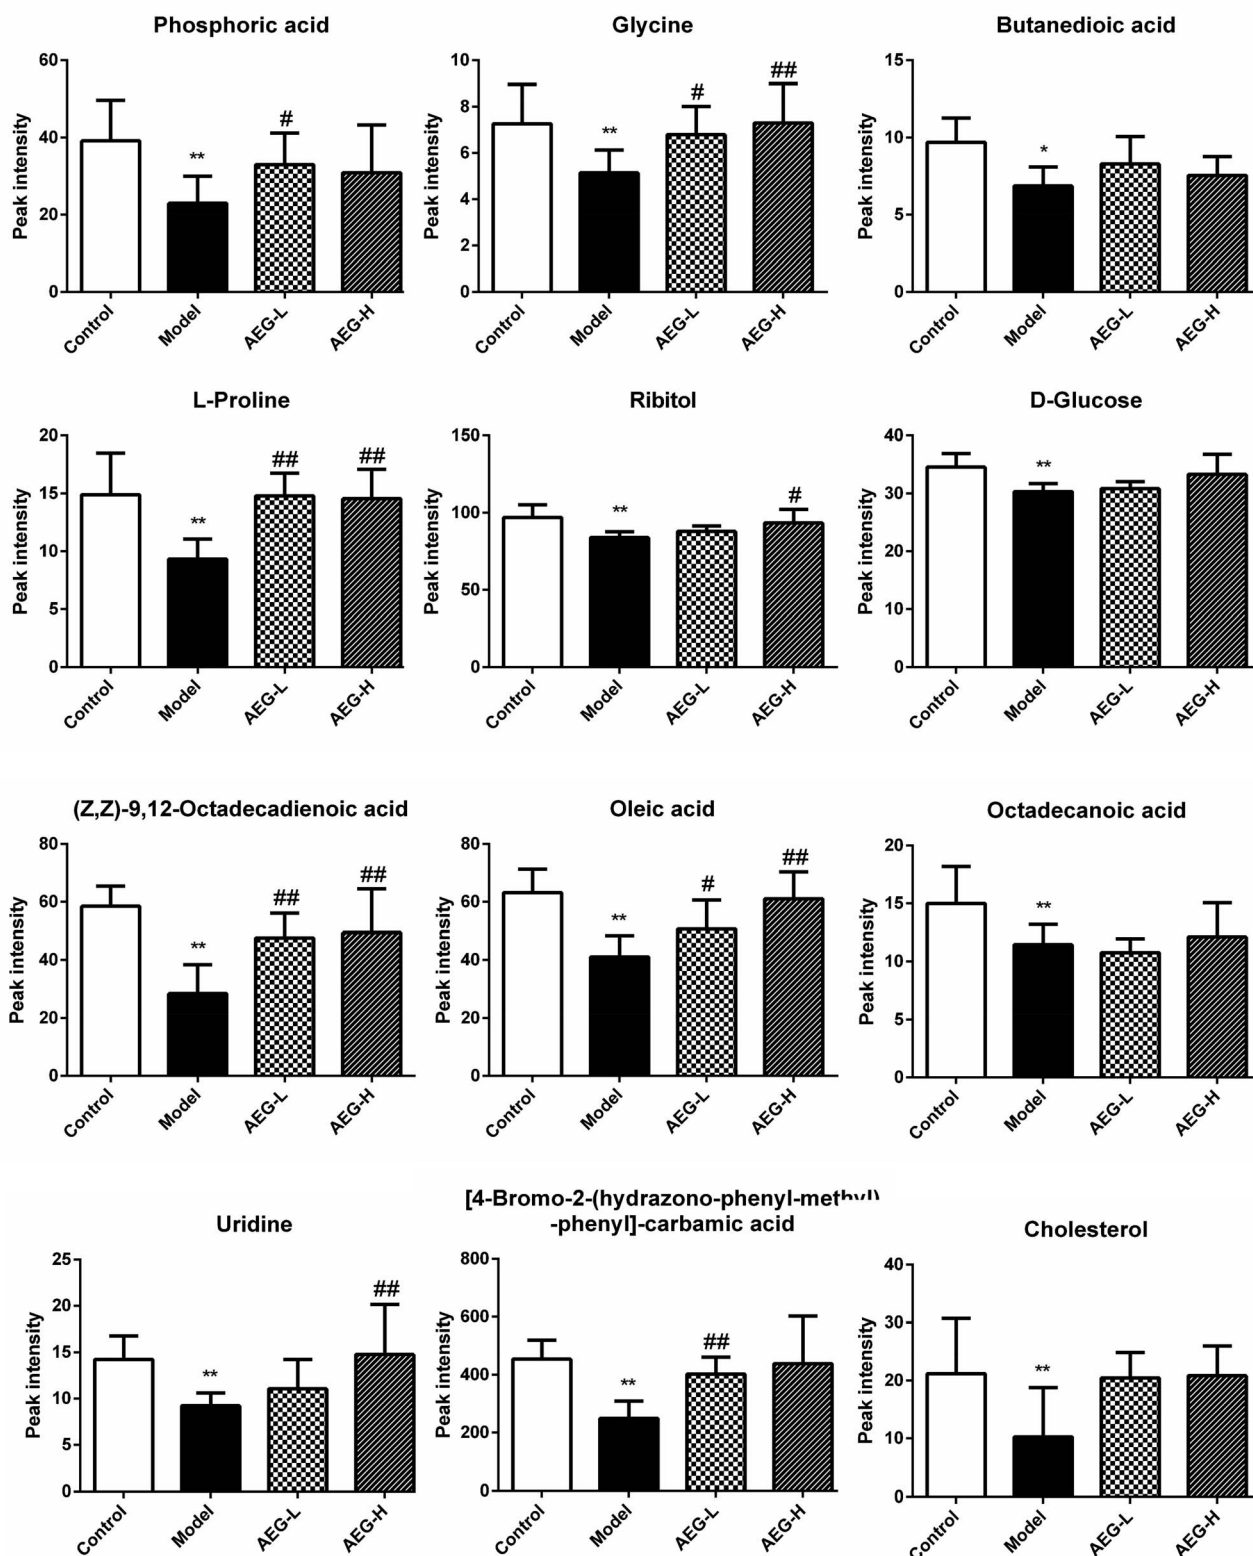 Phosphoric acid
60
40
20
0
Peak intensity
**
#
Control
Model
AEG-L
AEG-H
Glycine
10
8
6
4
2
0
Peak intensity
**
#
##
Control
Model
AEG-L
AEG-H
Butanedioic acid
15
10
5
0
Peak intensity
*
Control
Model
AEG-L
AEG-H
L-Proline
20
15
10
5
0
Peak intensity
**
##
##
Control
Model
AEG-L
AEG-H
Ribitol
150
100
50
0
Peak intensity
**
#
Control
Model
AEG-L
AEG-H
D-Glucose
40
30
20
10
0
Peak intensity
**
Control
Model
AEG-L
AEG-H
(Z,Z)-9,12-Octadecadienoic acid
80
60
40
20
0
Peak intensity
**
##
##
Control
Model
AEG-L
AEG-H
Oleic acid
80
60
40
20
0
Peak intensity
**
#
##
Control
Model
AEG-L
AEG-H
Octadecanoic acid
20
15
10
5
0
Peak intensity
**
Control
Model
AEG-L
AEG-H
Uridine
25
20
15
10
5
0
Peak intensity
**
##
Control
Model
AEG-L
AEG-H
[4-Bromo-2-(hydrazono-phenyl-methyl)
-phenyl]-carbamic acid
800
600
400
200
0
Peak intensity
**
##
Control
Model
AEG-L
AEG-H
Cholesterol
40
30
20
10
0
Peak intensity
**
Control
Model
AEG-L
AEG-H